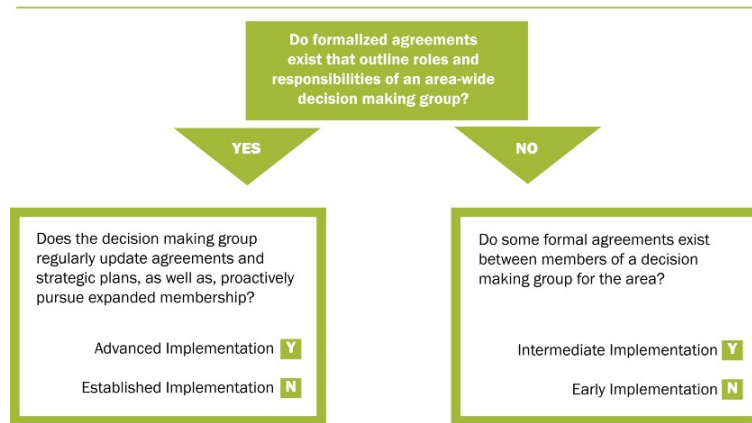 Do formalized agreements
exist that outline roles and
responsibilities of an area-wide
decision making group?
YES
NO
Does the decision making group
regularly update agreements and
strategic plans, as well as, proactively
pursue expanded membership?
Advanced Implementation Y
Established Implementation N
Do some formal agreements exist
between members of a decision
making group for the area?
Intermediate Implementation Y
Early Implementation N